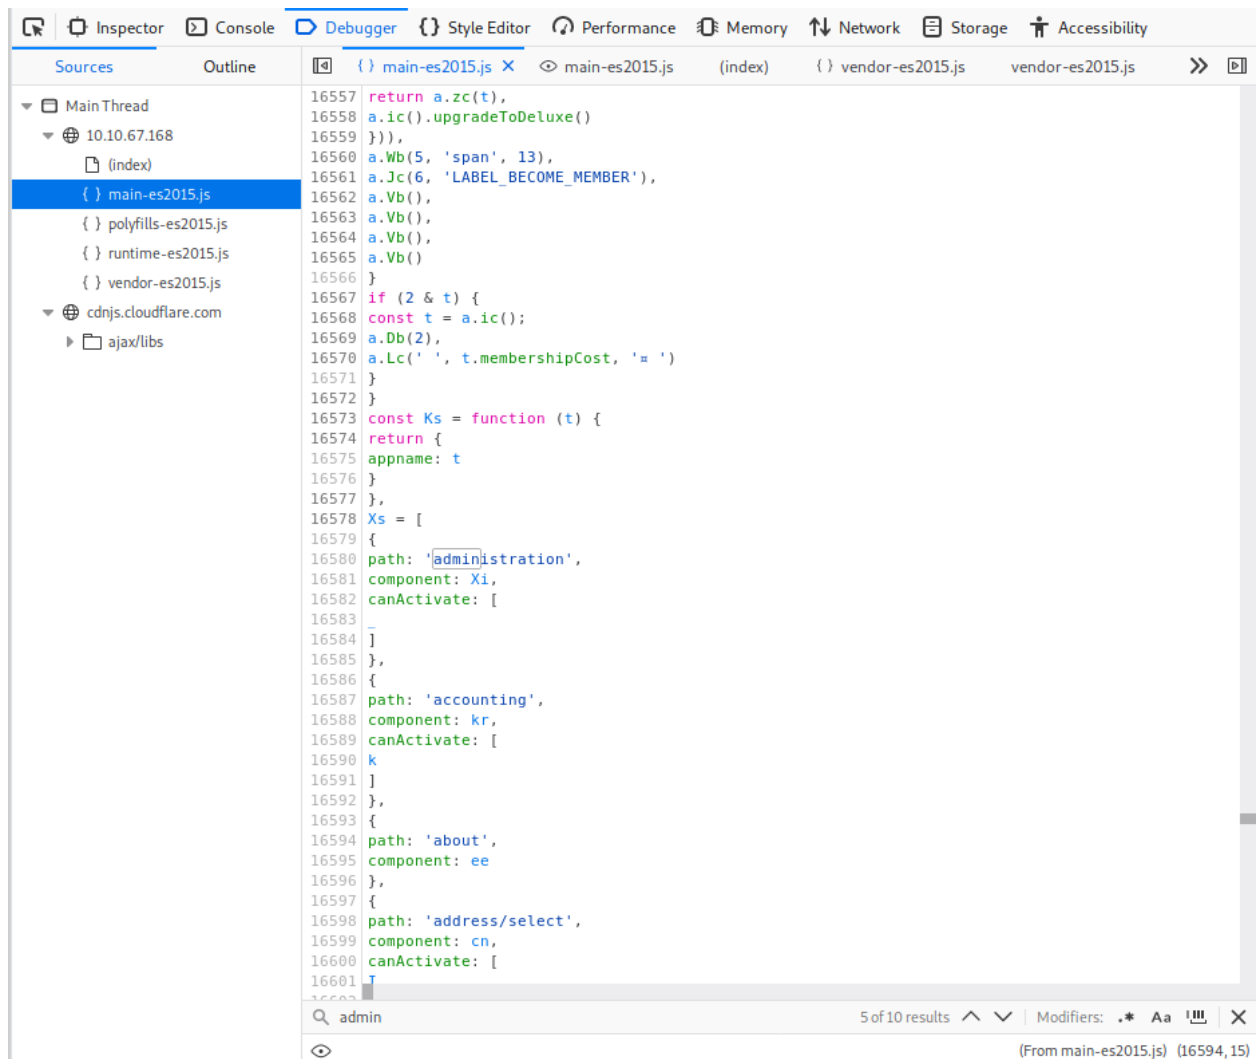 Inspector Console Debugger {} Style Editor Performance Memory Network Storage Accessibility
Sources Outline {} main-es2015.js main-es2015.js (index) {} vendor-es2015.js vendor-es2015.js
Main Thread
10.10.67.168
(index)
{} main-es2015.js
{} polyfills-es2015.js
{} runtime-es2015.js
{} vendor-es2015.js
cdnjs.cloudflare.com
ajax/libs
16557 return a.zc(t),
16558 a.ic().upgradeToDeluxe()
16559 })),
16560 a.Wb(5, 'span', 13),
16561 a.Jc(6, 'LABEL_BECOME_MEMBER'),
16562 a.Vb(),
16563 a.Vb(),
16564 a.Vb(),
16565 a.Vb()
16566 }
16567 if (2 & t) {
16568 const t = a.ic();
16569 a.Db(2),
16570 a.Lc(' ', t.membershipCost, '¤ ')
16571 }
16572 }
16573 const Ks = function (t) {
16574 return {
16575 appname: t
16576 }
16577 },
16578 Xs = [
16579 {
16580 path: 'administration',
16581 component: Xi,
16582 canActivate: [
16583 _
16584 ]
16585 },
16586 {
16587 path: 'accounting',
16588 component: kr,
16589 canActivate: [
16590 k
16591 ]
16592 },
16593 {
16594 path: 'about',
16595 component: ee
16596 },
16597 {
16598 path: 'address/select',
16599 component: cn,
16600 canActivate: [
16601
admin 5 of 10 results Modifiers: .* Aa
(From main-es2015.js) (16594, 15)